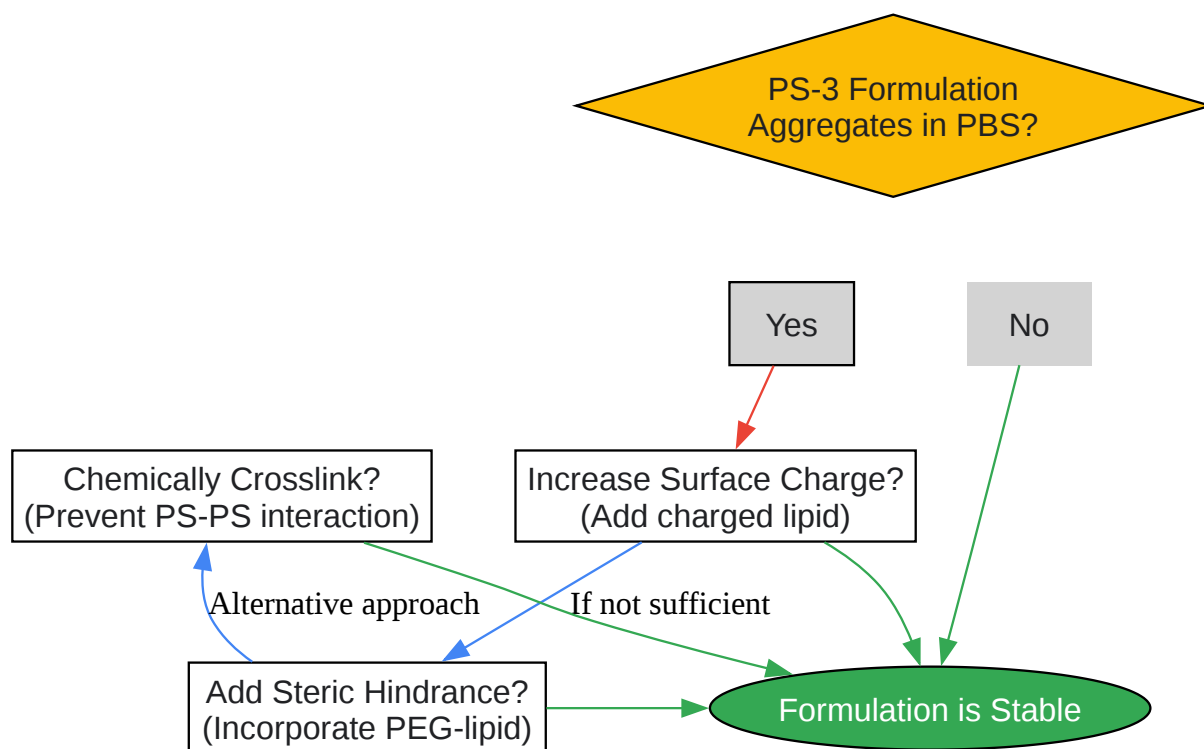 PS-3 Formulation
Aggregates in PBS?
Yes
No
Chemically Crosslink?
(Prevent PS-PS interaction)
Increase Surface Charge?
(Add charged lipid)
Alternative approach
If not sufficient
Add Steric Hindrance?
(Incorporate PEG-lipid)
Formulation is Stable